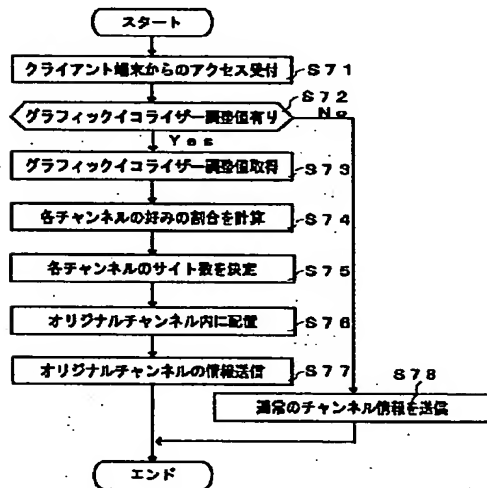 スタート
クライアント端末からのアクセス受付
S71
グラフィックイコライザー調整値有り
S72
No
Yes
グラフィックイコライザー調整値取得
S73
各チャンネルの好みの割合を計算
S74
各チャンネルのサイト数を決定
S75
オリジナルチャンネル内に配置
S76
オリジナルチャンネルの情報送信
S77
S78
通常のチャンネル情報を送信
エンド